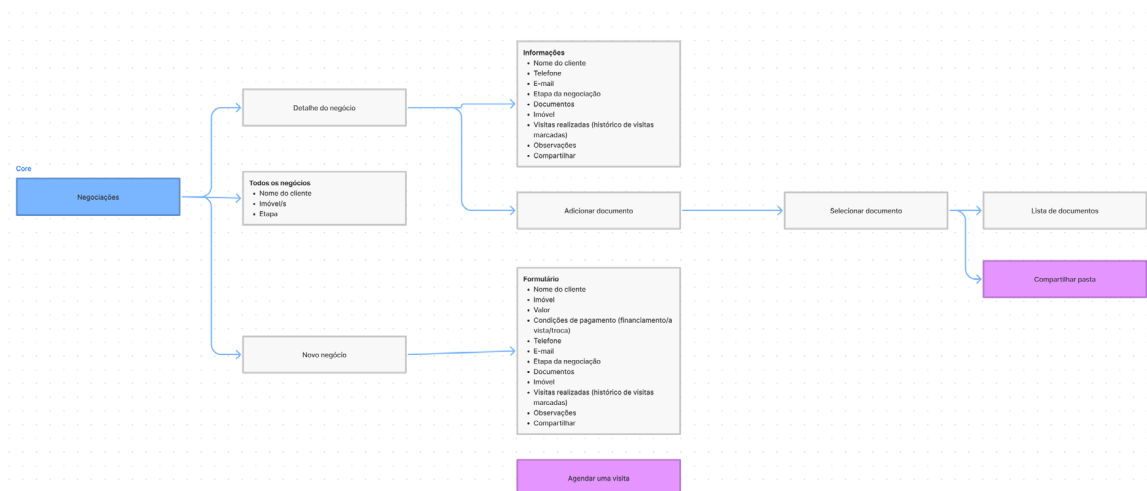 Core
Negociações
Detalhe do negócio
Todos os negócios
• Nome do cliente
• Imóvel/s
• Etapa
Novo negócio
Informações
• Nome do cliente
• Telefone
• E-mail
• Etapa da negociação
• Documentos
• Imóvel
• Visitas realizadas (histórico de visitas
marcadas)
• Observações
• Compartilhar
Adicionar documento
Selecionar documento
Lista de documentos
Compartilhar pasta
Formulário
• Nome do cliente
• Imóvel
• Valor
• Condições de pagamento (financiamento/a
vista/troca)
• Telefone
• E-mail
• Etapa da negociação
• Documentos
• Imóvel
• Visitas realizadas (histórico de visitas
marcadas)
• Observações
• Compartilhar
Agendar uma visita